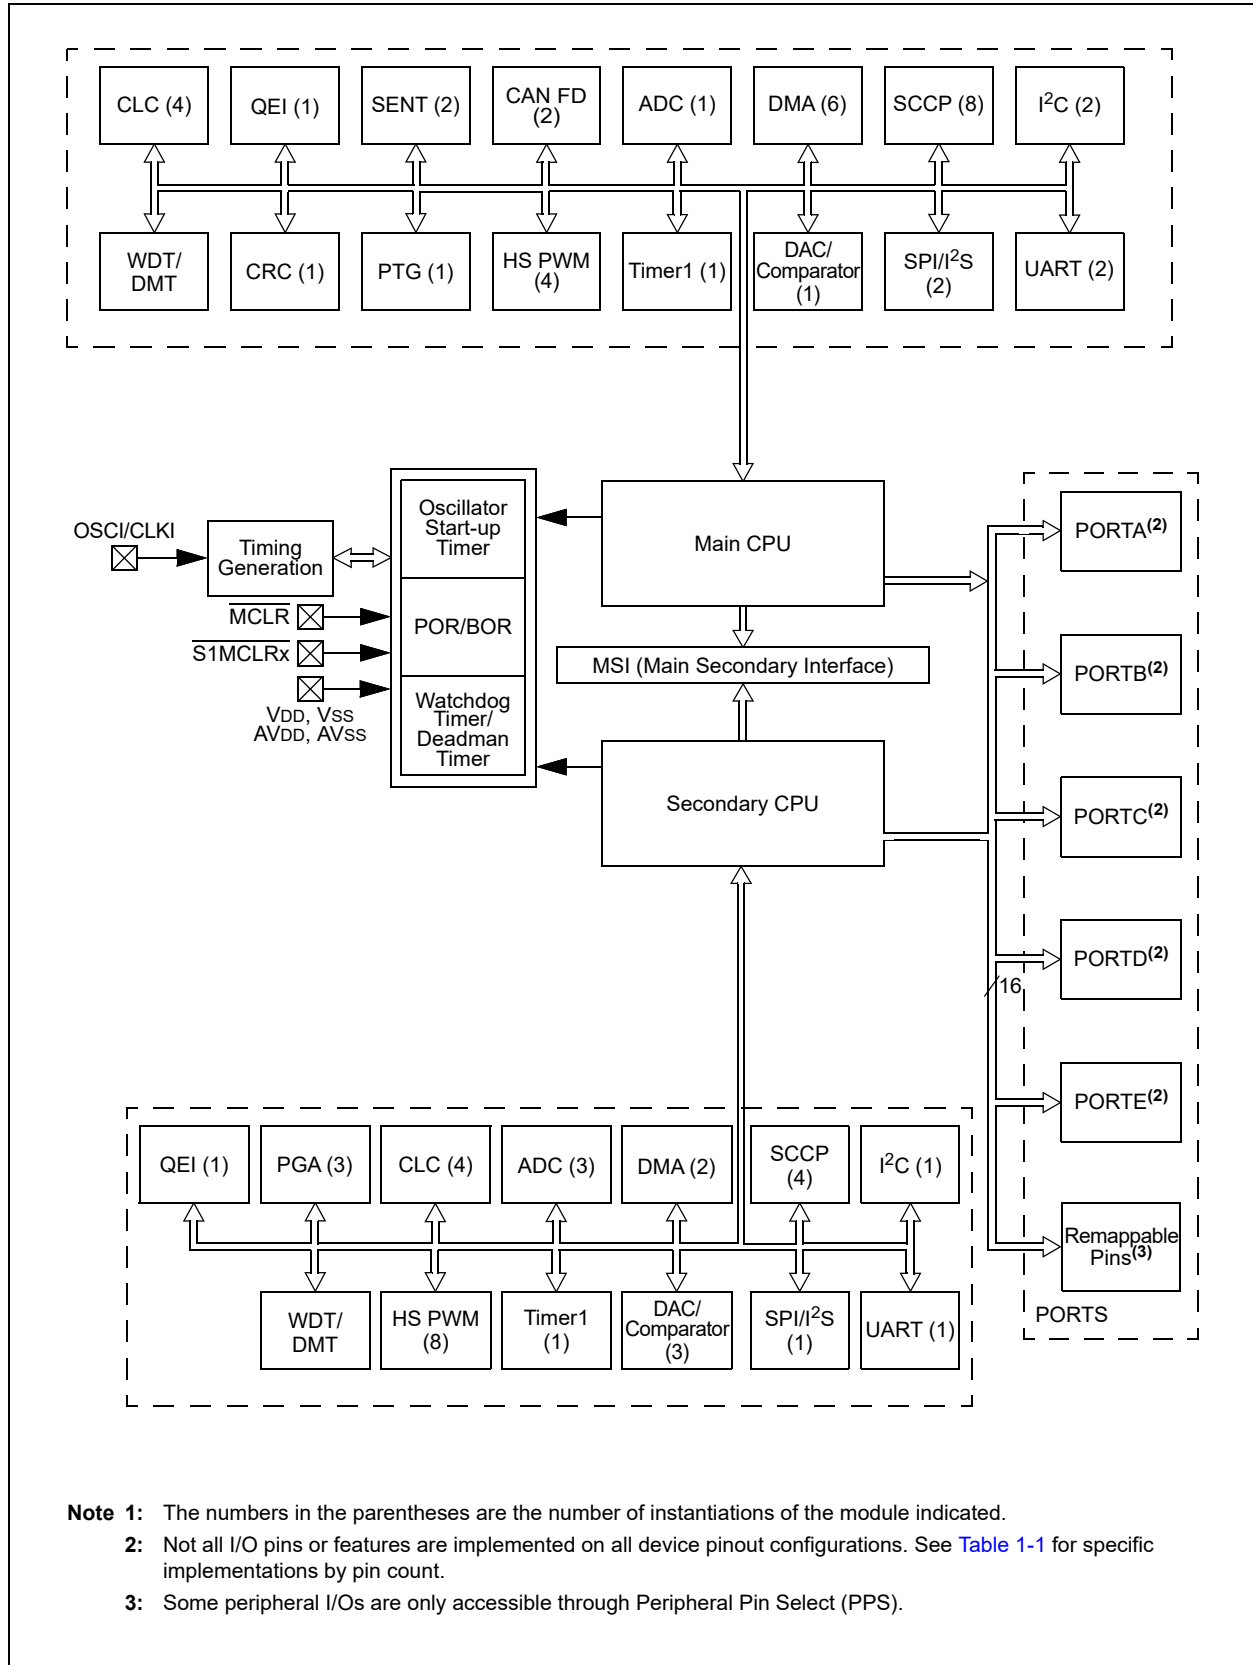 CLC (4)
QEI (1)
SENT (2)
CAN FD
(2)
ADC (1)
DMA (6)
SCCP (8)
I2C (2)
WDT/
DMT
CRC (1)
PTG (1)
HS PWM
(4)
Timer1 (1)
DAC/
Comparator
(1)
SPI/I2S
(2)
UART (2)
OSCI/CLKI
Timing
Generation
MCLR
S1MCLRx
VDD, VSS
AVDD, AVSS
Oscillator
Start-up
Timer
POR/BOR
Watchdog
Timer/
Deadman
Timer
Main CPU
MSI (Main Secondary Interface)
Secondary CPU
PORTA(2)
PORTB(2)
PORTC(2)
PORTD(2)
16
PORTE(2)
Remappable
Pins(3)
PORTS
QEI (1)
PGA (3)
CLC (4)
ADC (3)
DMA (2)
SCCP
(4)
I2C (1)
WDT/
DMT
HS PWM
(8)
Timer1
(1)
DAC/
Comparator
(3)
SPI/I2S
(1)
UART (1)
Note 1: The numbers in the parentheses are the number of instantiations of the module indicated.
2: Not all I/O pins or features are implemented on all device pinout configurations. See Table 1-1 for specific
implementations by pin count.
3: Some peripheral I/Os are only accessible through Peripheral Pin Select (PPS).